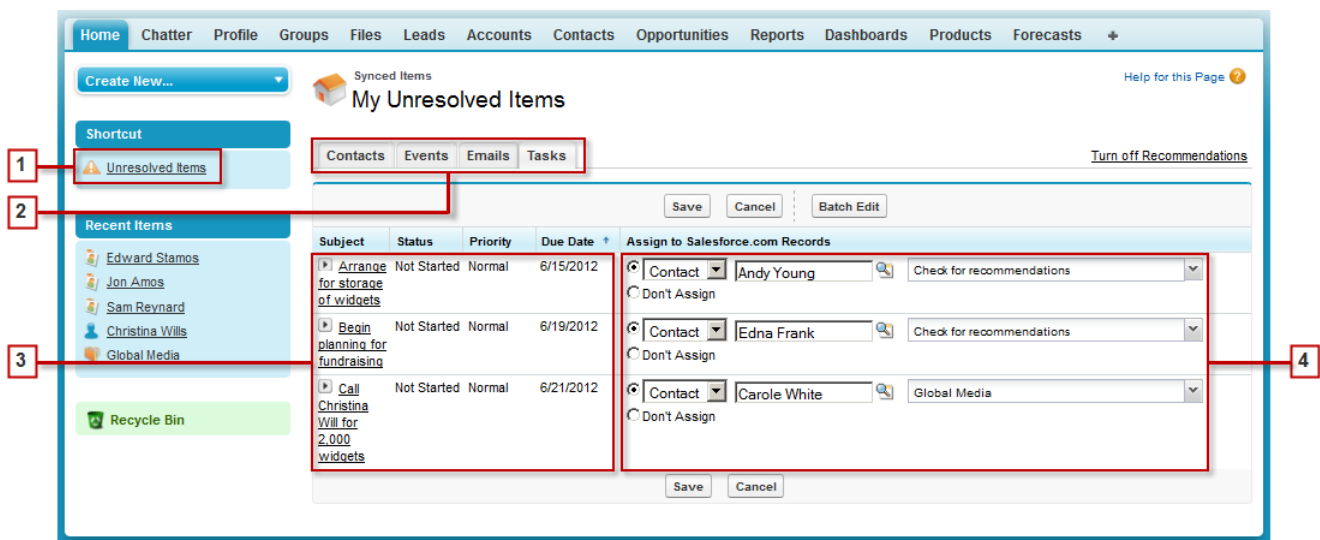 Home Chatter Profile Groups Files Leads Accounts Contacts Opportunities Reports Dashboards Products Forecasts +
Create New...
Synced Items
My Unresolved Items
Help for this Page ?
Shortcut
1
Unresolved Items
Contacts Events Emails Tasks
Turn off Recommendations
2
Save Cancel Batch Edit
Recent Items
Edward Stamos
Jon Amos
Sam Reynard
Christina Wills
Global Media
Recycle Bin
Subject Status Priority Due Date Assign to Salesforce.com Records
Arrange Not Started Normal 6/15/2012 Contact Andy Young Check for recommendations
for storage
of widgets
Don't Assign
Begin Not Started Normal 6/19/2012 Contact Edna Frank Check for recommendations
planning for
fundraising
Don't Assign
3
4
Call Not Started Normal 6/21/2012 Contact Carole White Global Media
Christina
Will for
2,000
widgets
Don't Assign
Save Cancel